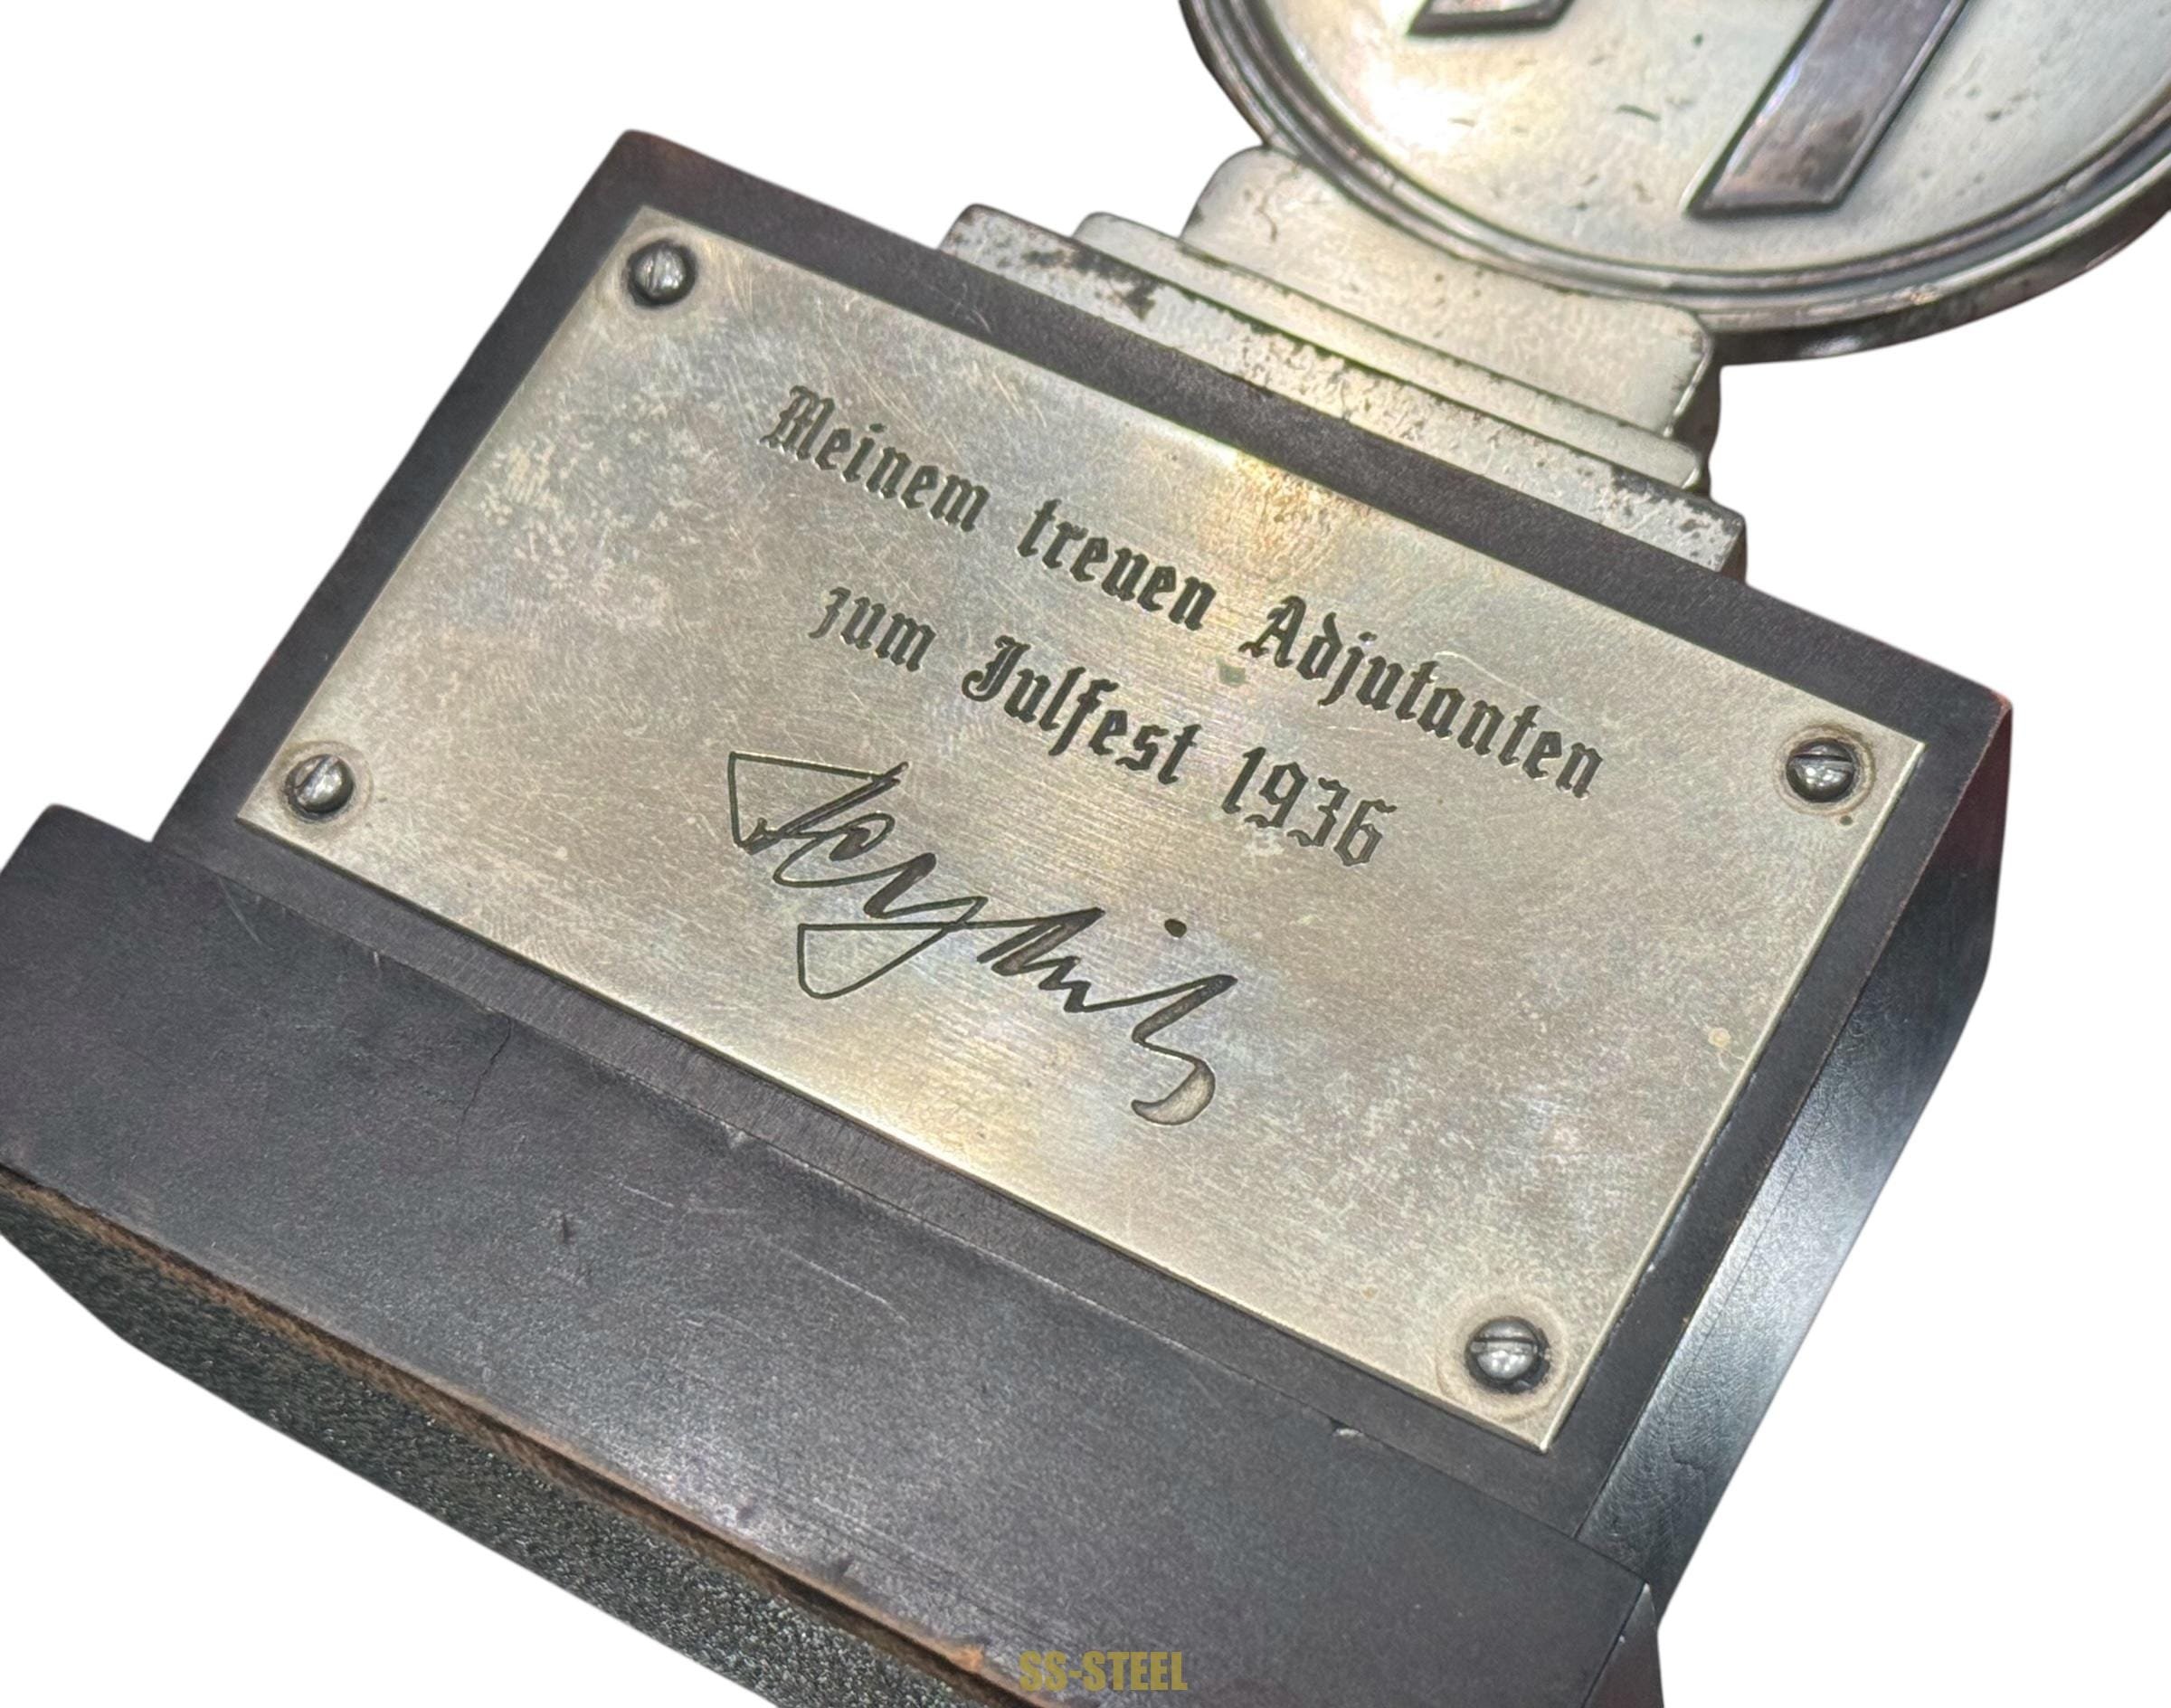 Meinem treuen Adjutanten
zum Julfest 1936
SS-STEEL